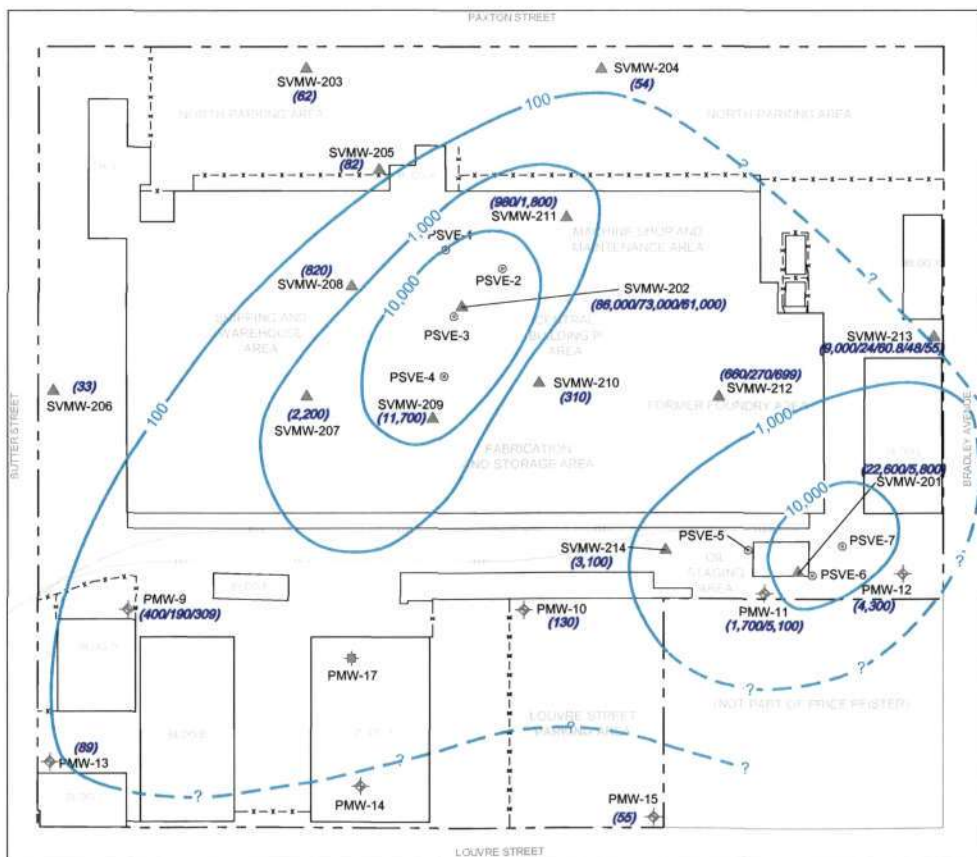 PAXTON STREET
SVMW-203
(62)
SVMW-204
(54)
NORTH PARKING AREA
100
NORTH PARKING AREA
?
SVMW-205
(82)
(980/1,800)
SVMW-211
1,000
MACHINE SHOP AND
MAINTENANCE AREA
PSVE-1
PSVE-2
?
(820)
SVMW-208
10,000
SVMW-202
(86,000/73,000/61,000)
PSVE-3
SHIPPING AND
WAREHOUSE
AREA
CENTRAL
BUILDING P
AREA
SVMW-213
(9,000/24/60.8/48/55)
?
100
(33)
SVMW-206
PSVE-4
SVMW-210
(310)
(660/270/699)
SVMW-212
FORMER FOUNDRY AREA
(2,200)
SVMW-207
SVMW-209
(11,700)
1,000
FABRICATION
AND STORAGE AREA
(22,600/5,800)
SVMW-201
SUTTER STREET
BRADLEY AVENUE
10,000
SVMW-214
(3,100)
PSVE-5
PSVE-7
OIL
STAGING
AREA
PSVE-6
?
PMW-12
(4,300)
PMW-9
(400/190/309)
PMW-10
(130)
PMW-11
(1,700/5,100)
PMW-17
?
?
(NOT PART OF PRICE PFISTER)
LOUVRE STREET
PARKING AREA
?
(89)
PMW-13
?
?
?
PMW-14
PMW-15
(55)
LOUVRE STREET